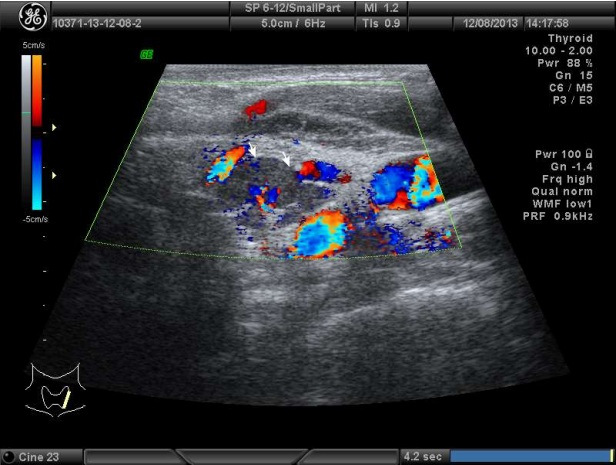 SP 6-12/SmallPart MI 1.2
10371-13-12-08-2 5.0cm / 6Hz TIs 0.9 12/08/2013 14:17:58
Thyroid
10.00 - 2.00
Pwr 88 %
Gn 15
C6 / M5
P3 / E3
5cm/s
GE
Pwr 100
Gn -1.4
Frq high
Qual norm
WMF low1
PRF 0.9kHz
-5cm/s
Cine 23 4.2 sec